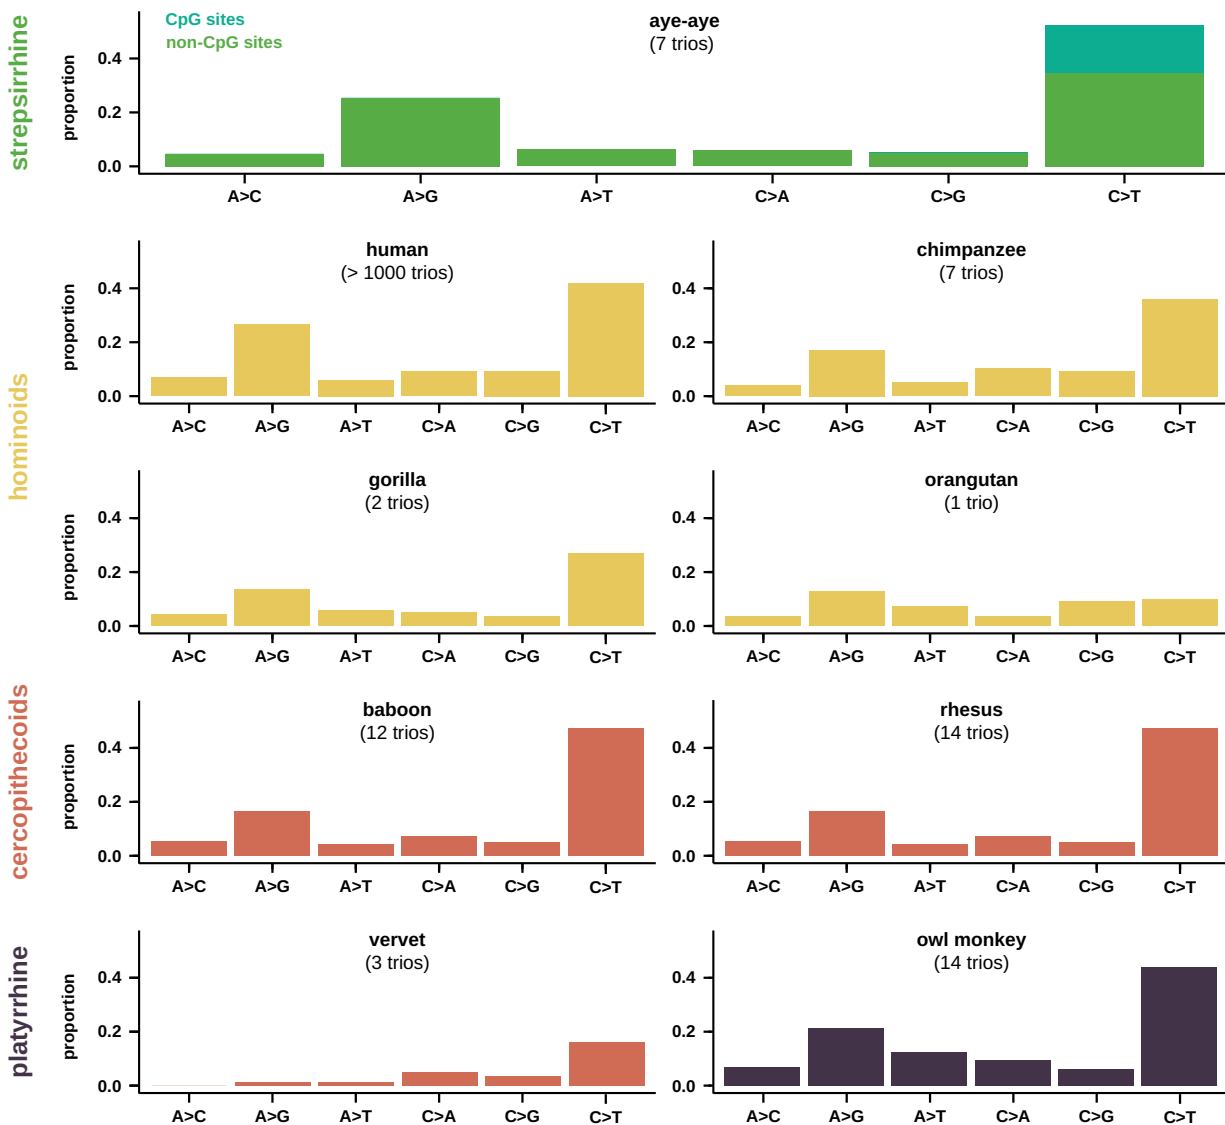 strepsirrhine
CpG sites
non-CpG sites
aye-aye
(7 trios)
proportion
0.4
0.2
0.0
A>C
A>G
A>T
C>A
C>G
C>T
hominoids
human
(> 1000 trios)
proportion
0.4
0.2
0.0
A>C
A>G
A>T
C>A
C>G
C>T
chimpanzee
(7 trios)
0.4
0.2
0.0
A>C
A>G
A>T
C>A
C>G
C>T
gorilla
(2 trios)
proportion
0.4
0.2
0.0
A>C
A>G
A>T
C>A
C>G
C>T
orangutan
(1 trio)
0.4
0.2
0.0
A>C
A>G
A>T
C>A
C>G
C>T
cercopithecoids
baboon
(12 trios)
proportion
0.4
0.2
0.0
A>C
A>G
A>T
C>A
C>G
C>T
rhesus
(14 trios)
0.4
0.2
0.0
A>C
A>G
A>T
C>A
C>G
C>T
platyrrhine
vervet
(3 trios)
proportion
0.4
0.2
0.0
A>C
A>G
A>T
C>A
C>G
C>T
owl monkey
(14 trios)
0.4
0.2
0.0
A>C
A>G
A>T
C>A
C>G
C>T